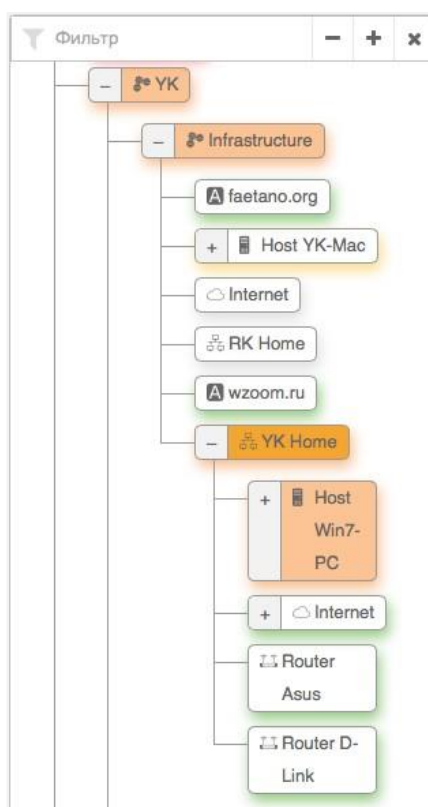 Фильтр
YK
Infrastructure
A faetano.org
Host YK-Mac
Internet
RK Home
A wzoom.ru
YK Home
Host
Win7-
PC
Internet
Router
Asus
Router D-
Link